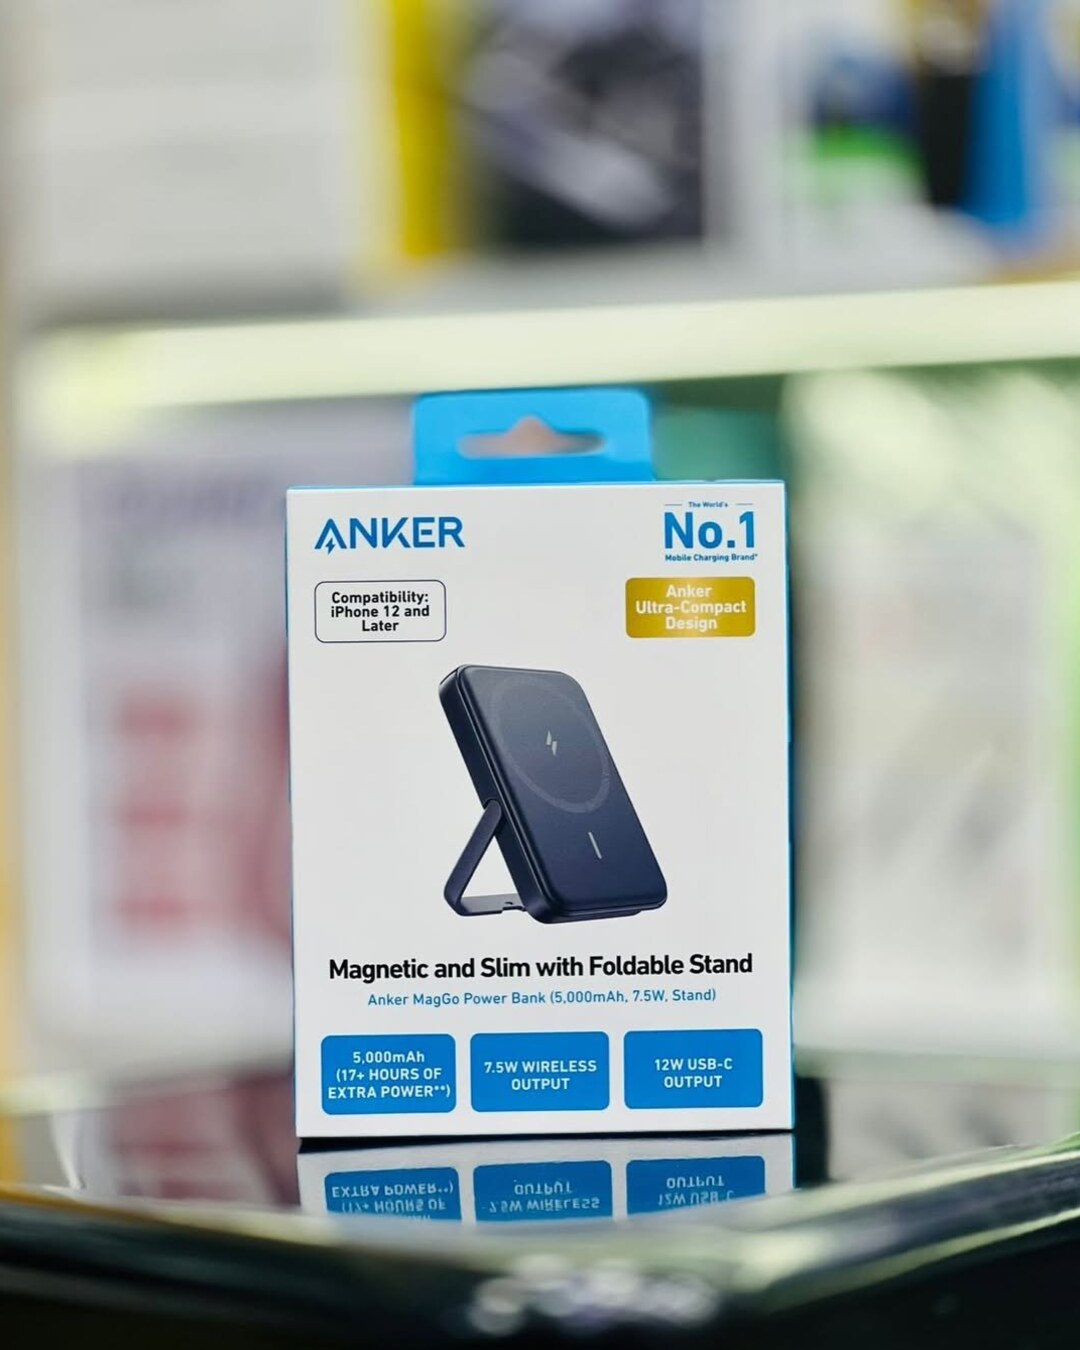 ANKER
The World's
No.1
Mobile Charging Brand*
Compatibility:
iPhone 12 and
Later
Anker
Ultra-Compact
Design
Magnetic and Slim with Foldable Stand
Anker MagGo Power Bank (5,000mAh, 7.5W, Stand)
5,000mAh
(17+ HOURS OF
EXTRA POWER**)
7.5W WIRELESS
OUTPUT
12W USB-C
OUTPUT